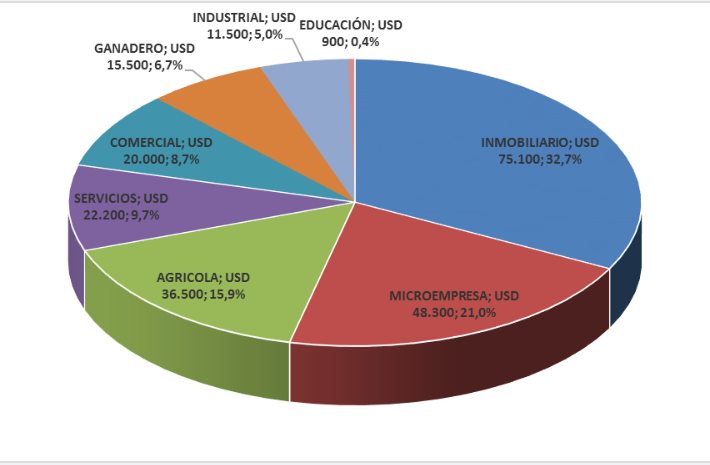 INDUSTRIAL; USD
11.500; 5,0%
EDUCACIÓN; USD
900; 0,4%
GANADERO; USD
15.500; 6,7%
COMERCIAL; USD
20.000; 8,7%
INMOBILIARIO; USD
75.100; 32,7%
SERVICIOS; USD
22.200; 9,7%
AGRICOLA; USD
36.500; 15,9%
MICROEMPRESA; USD
48.300; 21,0%